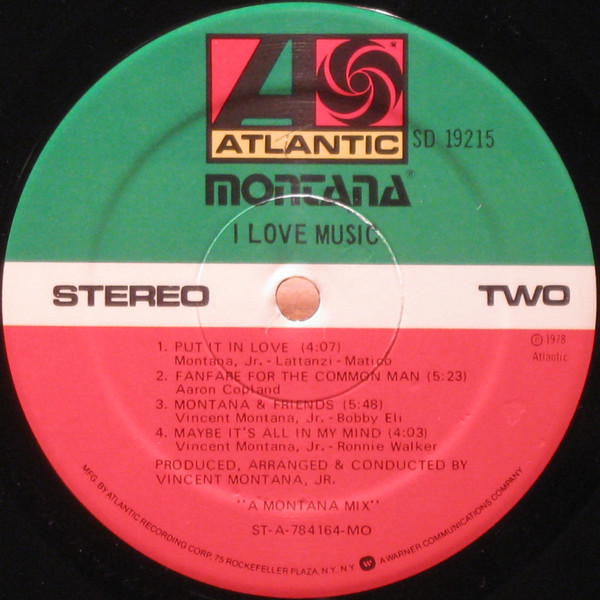 ATLANTIC
SD 19215
MONTANA®
I LOVE MUSIC
STEREO
TWO
℗ 1978
Atlantic
1. PUT IT IN LOVE (4:07)
Montana, Jr. - Lattanzi - Matico
2. FANFARE FOR THE COMMON MAN (5:23)
Aaron Copland
3. MONTANA & FRIENDS (5:48)
Vincent Montana, Jr. - Bobby Eli
4. MAYBE IT'S ALL IN MY MIND (4:03)
Vincent Montana, Jr. - Ronnie Walker
PRODUCED, ARRANGED & CONDUCTED BY
VINCENT MONTANA, JR.
"A MONTANA MIX"
ST-A-784164-MO
MFG. BY ATLANTIC RECORDING CORP. 75 ROCKEFELLER PLAZA, N.Y. N.Y. W A WARNER COMMUNICATIONS COMPANY